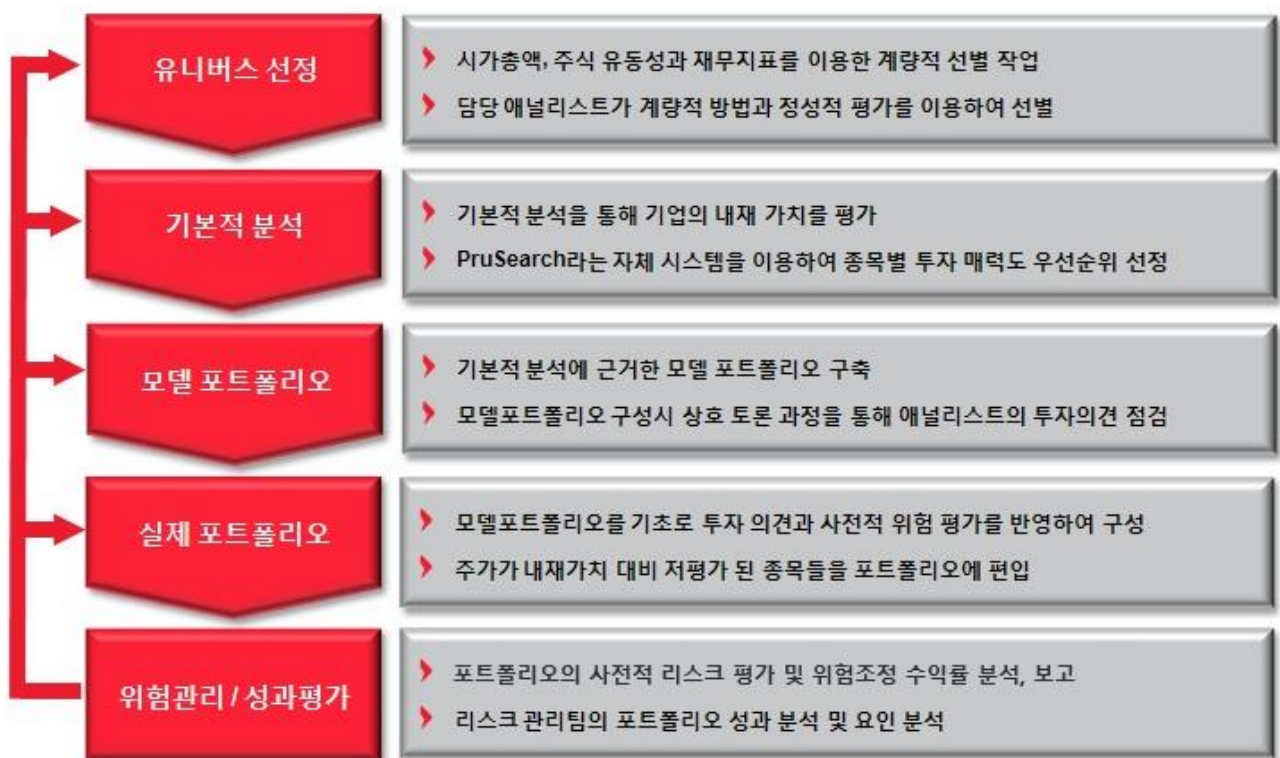 유니버스 선정
시가총액, 주식 유동성과 재무지표를 이용한 계량적 선별 작업
담당 애널리스트가 계량적 방법과 정성적 평가를 이용하여 선별
기본적 분석
기본적 분석을 통해 기업의 내재 가치를 평가
PruSearch라는 자체 시스템을 이용하여 종목별 투자 매력도 우선순위 선정
모델 포트폴리오
기본적 분석에 근거한 모델 포트폴리오 구축
모델포트폴리오 구성시 상호 토론 과정을 통해 애널리스트의 투자의견 점검
실제 포트폴리오
모델포트폴리오를 기초로 투자 의견과 사전적 위험 평가를 반영하여 구성
주가가 내재가치 대비 저평가 된 종목들을 포트폴리오에 편입
위험관리 / 성과평가
포트폴리오의 사전적 리스크 평가 및 위험조정 수익률 분석, 보고
리스크 관리팀의 포트폴리오 성과 분석 및 요인 분석